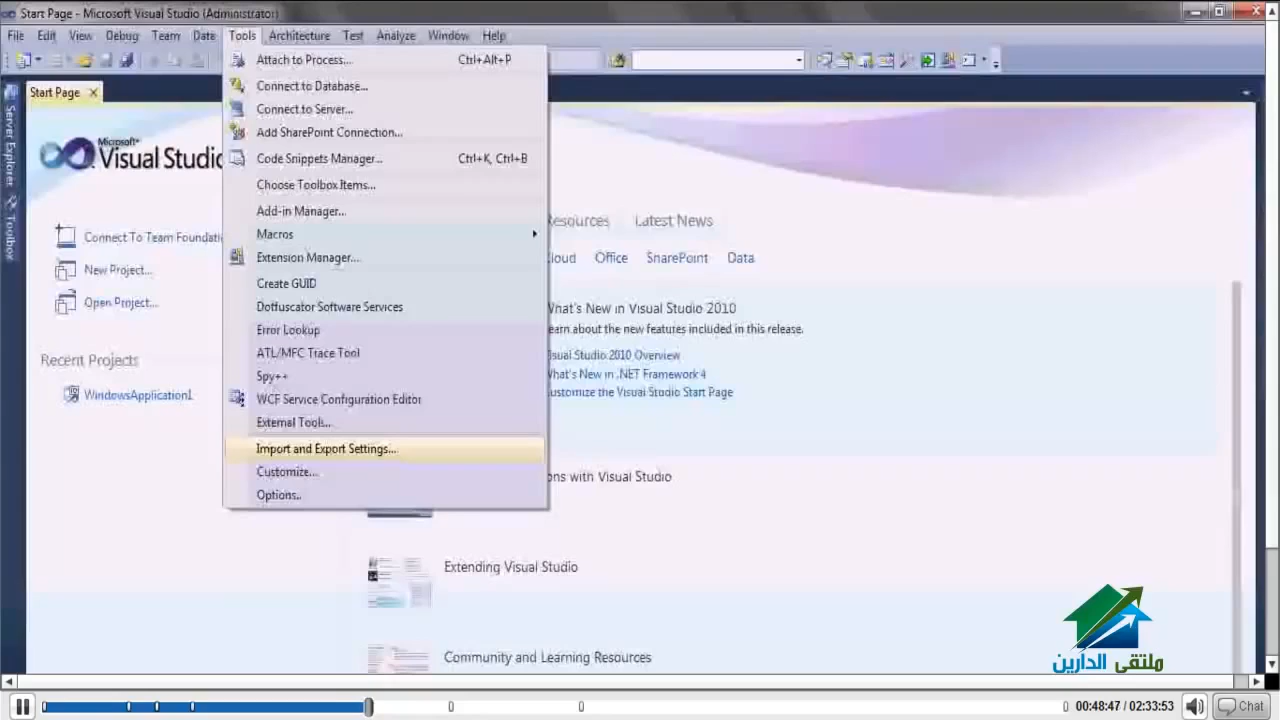 Start Page - Microsoft Visual Studio (Administrator)
File Edit View Debug Team Data Tools Architecture Test Analyze Window Help
Start Page
Server Explorer
Toolbox
Microsoft
Visual Studio
Connect To Team Foundati
New Project...
Open Project...
Recent Projects
WindowsApplication1
Attach to Process... Ctrl+Alt+P
Connect to Database...
Connect to Server...
Add SharePoint Connection...
Code Snippets Manager... Ctrl+K, Ctrl+B
Choose Toolbox Items...
Add-in Manager...
Macros
Extension Manager...
Create GUID
Dotfuscator Software Services
Error Lookup
ATL/MFC Trace Tool
Spy++
WCF Service Configuration Editor
External Tools...
Import and Export Settings...
Customize...
Options...
Resources Latest News
loud Office SharePoint Data
What's New in Visual Studio 2010
earn about the new features included in this release.
isual Studio 2010 Overview
What's New in .NET Framework 4
ustomize the Visual Studio Start Page
ons with Visual Studio
Extending Visual Studio
Community and Learning Resources
ملتقى الدارين
00:48:47 / 02:33:53 Chat